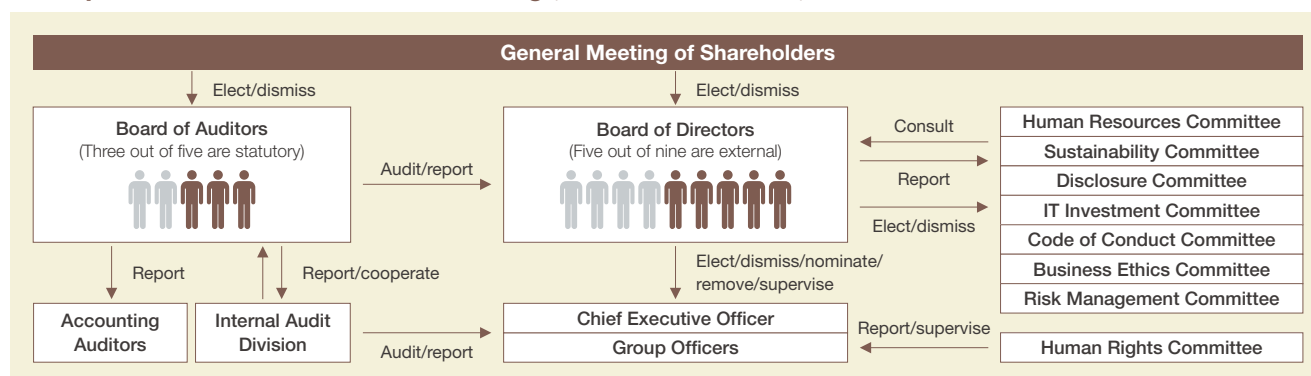 General Meeting of Shareholders
Elect/dismiss
Elect/dismiss
Board of Auditors
(Three out of five are statutory)
Audit/report
Board of Directors
(Five out of nine are external)
Consult
Report
Elect/dismiss
Human Resources Committee
Sustainability Committee
Disclosure Committee
IT Investment Committee
Code of Conduct Committee
Business Ethics Committee
Risk Management Committee
Report
Report/cooperate
Elect/dismiss/nominate/
remove/supervise
Accounting
Auditors
Internal Audit
Division
Audit/report
Chief Executive Officer
Group Officers
Report/supervise
Human Rights Committee